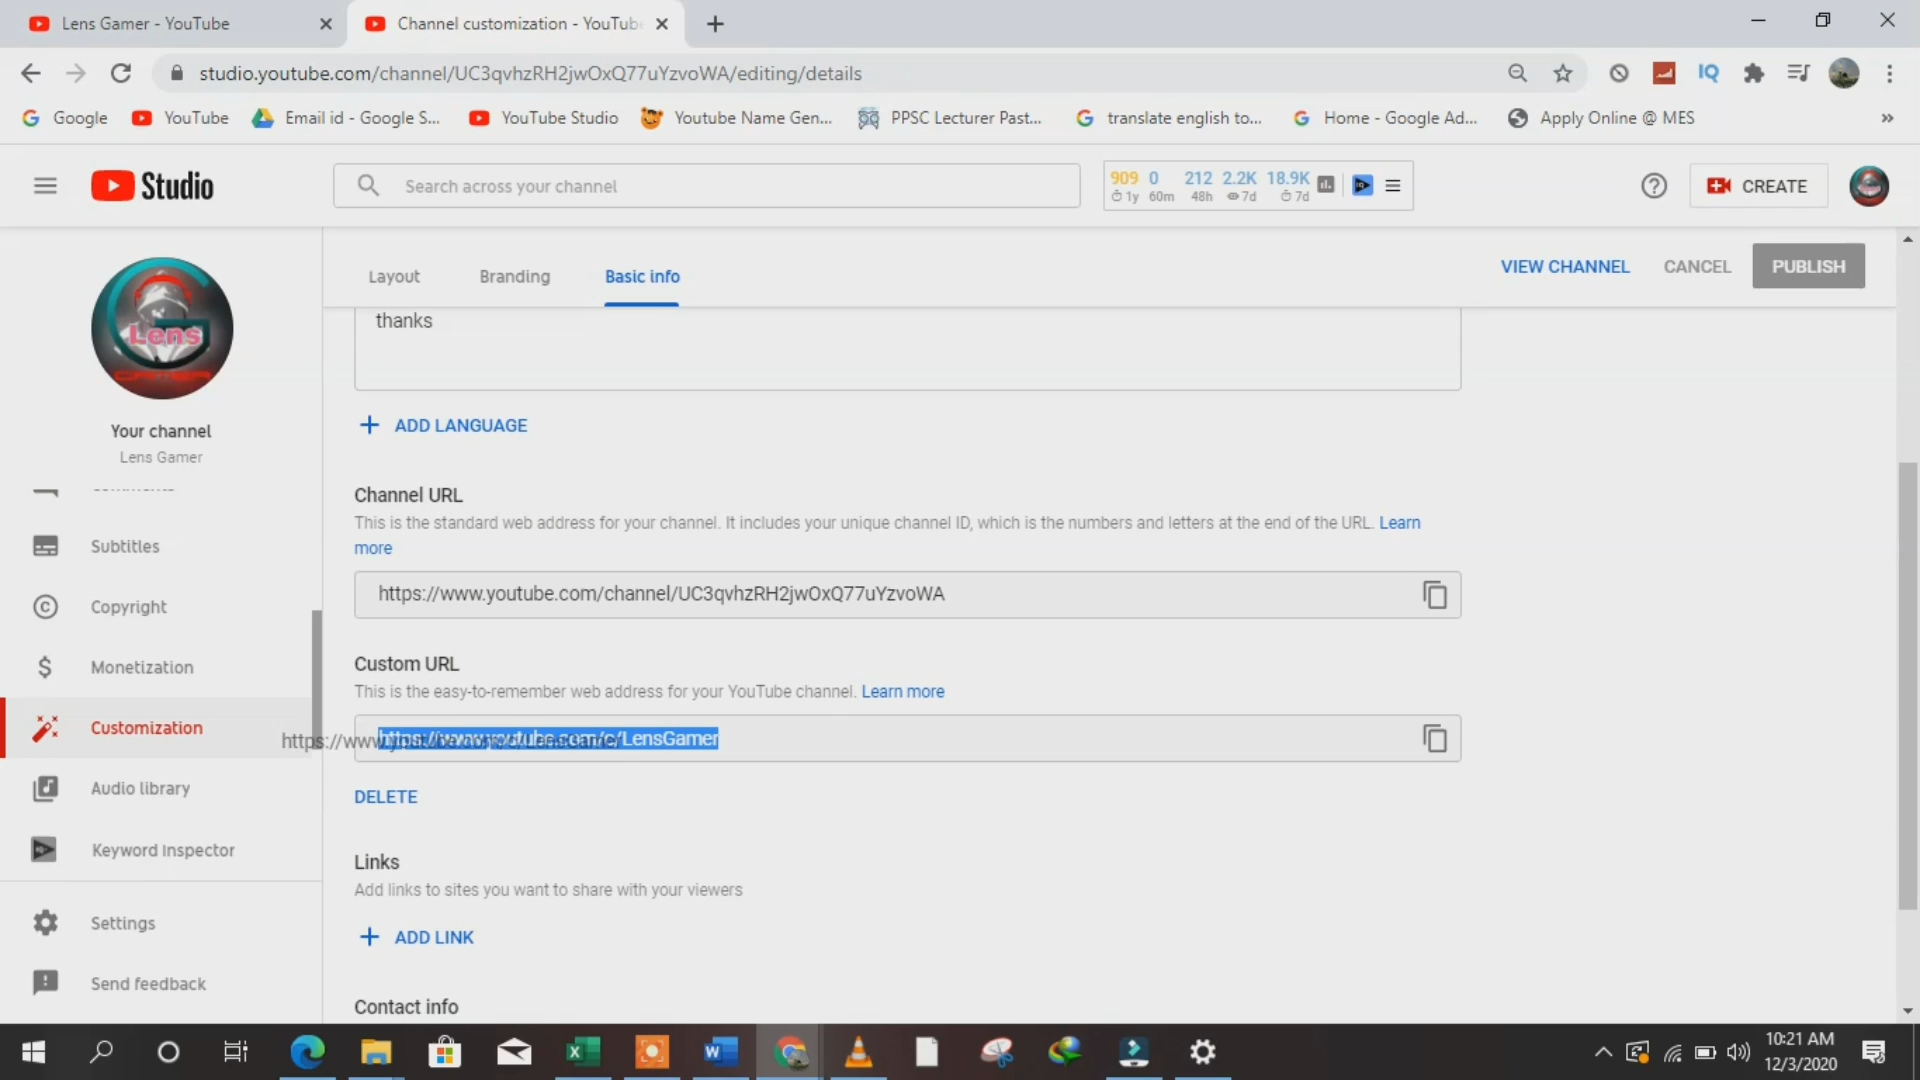 Lens Gamer - YouTube
Channel customization - YouTube
studio.youtube.com/channel/UC3qvhzRH2jwOxQ77uYzvoWA/editing/details
IQ
Google
YouTube
Email id - Google S...
YouTube Studio
Youtube Name Gen...
PPSC Lecturer Past...
translate english to...
Home - Google Ad...
Apply Online @ MES
»
Studio
Search across your channel
909 0 212 2.2K 18.9K
1y 60m 48h 7d 7d
CREATE
Layout
Branding
Basic info
VIEW CHANNEL
CANCEL
PUBLISH
Lens
Your channel
Lens Gamer
Subtitles
Copyright
Monetization
Customization
Audio library
Keyword Inspector
Settings
Send feedback
thanks
ADD LANGUAGE
Channel URL
This is the standard web address for your channel. It includes your unique channel ID, which is the numbers and letters at the end of the URL. Learn
more
https://www.youtube.com/channel/UC3qvhzRH2jwOxQ77uYzvoWA
Custom URL
This is the easy-to-remember web address for your YouTube channel. Learn more
https://www.youtube.com/c/LensGamer
https://www.youtube.com/c/LensGamer
DELETE
Links
Add links to sites you want to share with your viewers
ADD LINK
Contact info
10:21 AM
12/3/2020